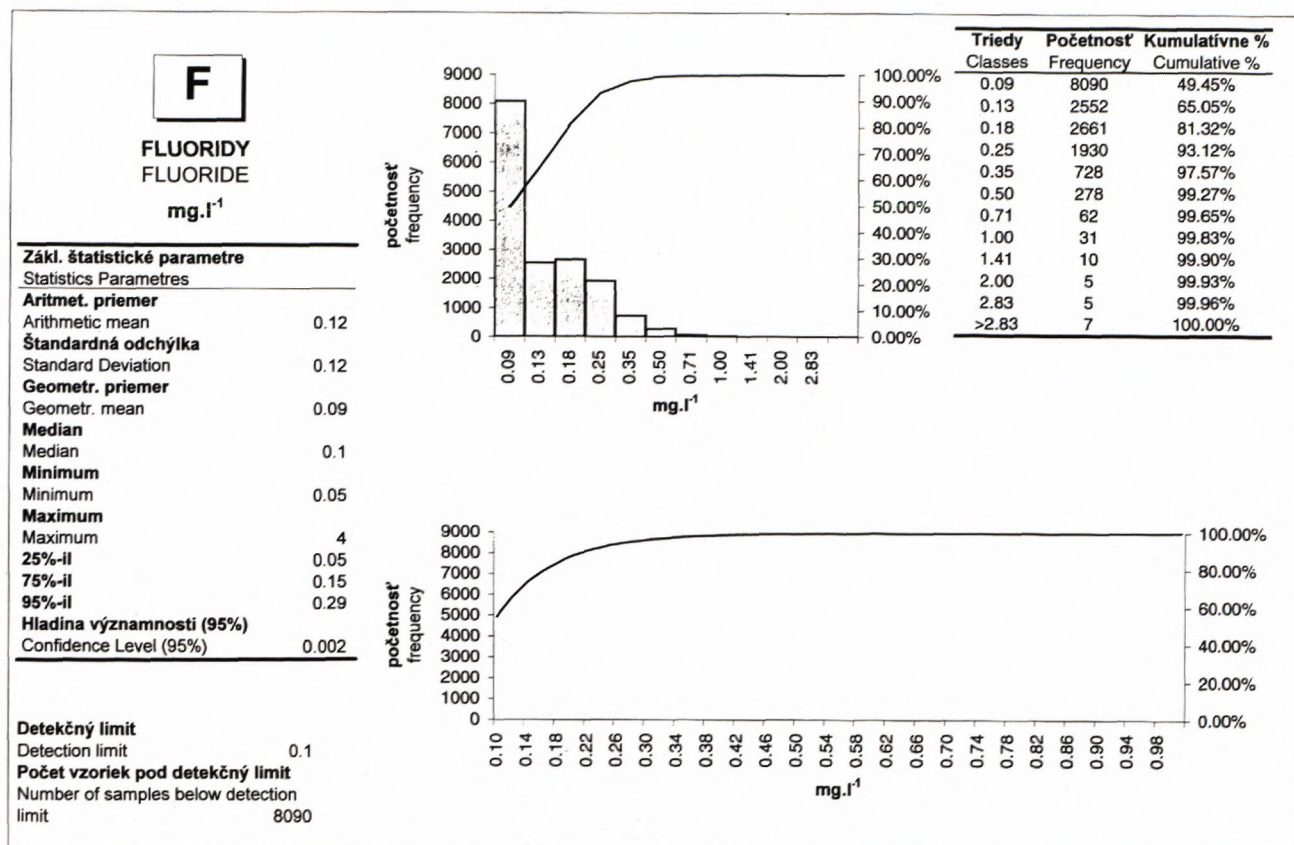 F
FLUORIDY
FLUORIDE
mg.l-1
Zákl. štatistické parametre
Statistics Parametres
Aritmet. priemer
Arithmetic mean 0.12
Štandardná odchýlka
Standard Deviation 0.12
Geometr. priemer
Geometr. mean 0.09
Median
Median 0.1
Minimum
Minimum 0.05
Maximum
Maximum 4
25%-il 0.05
75%-il 0.15
95%-il 0.29
Hladina významnosti (95%)
Confidence Level (95%) 0.002
Detekčný limit
Detection limit 0.1
Počet vzoriek pod detekčný limit
Number of samples below detection
limit 8090
početnosť
frequency
9000
8000
7000
6000
5000
4000
3000
2000
1000
0
100.00%
90.00%
80.00%
70.00%
60.00%
50.00%
40.00%
30.00%
20.00%
10.00%
0.00%
0.09 0.13 0.18 0.25 0.35 0.50 0.71 1.00 1.41 2.00 2.83
mg.l-1
Triedy Početnosť Kumulatívne %
Classes Frequency Cumulative %
0.09 8090 49.45%
0.13 2552 65.05%
0.18 2661 81.32%
0.25 1930 93.12%
0.35 728 97.57%
0.50 278 99.27%
0.71 62 99.65%
1.00 31 99.83%
1.41 10 99.90%
2.00 5 99.93%
2.83 5 99.96%
>2.83 7 100.00%
početnosť
frequency
9000
8000
7000
6000
5000
4000
3000
2000
1000
0
100.00%
80.00%
60.00%
40.00%
20.00%
0.00%
0.10 0.14 0.18 0.22 0.26 0.30 0.34 0.38 0.42 0.46 0.50 0.54 0.58 0.62 0.66 0.70 0.74 0.78 0.82 0.86 0.90 0.94 0.98
mg.l-1